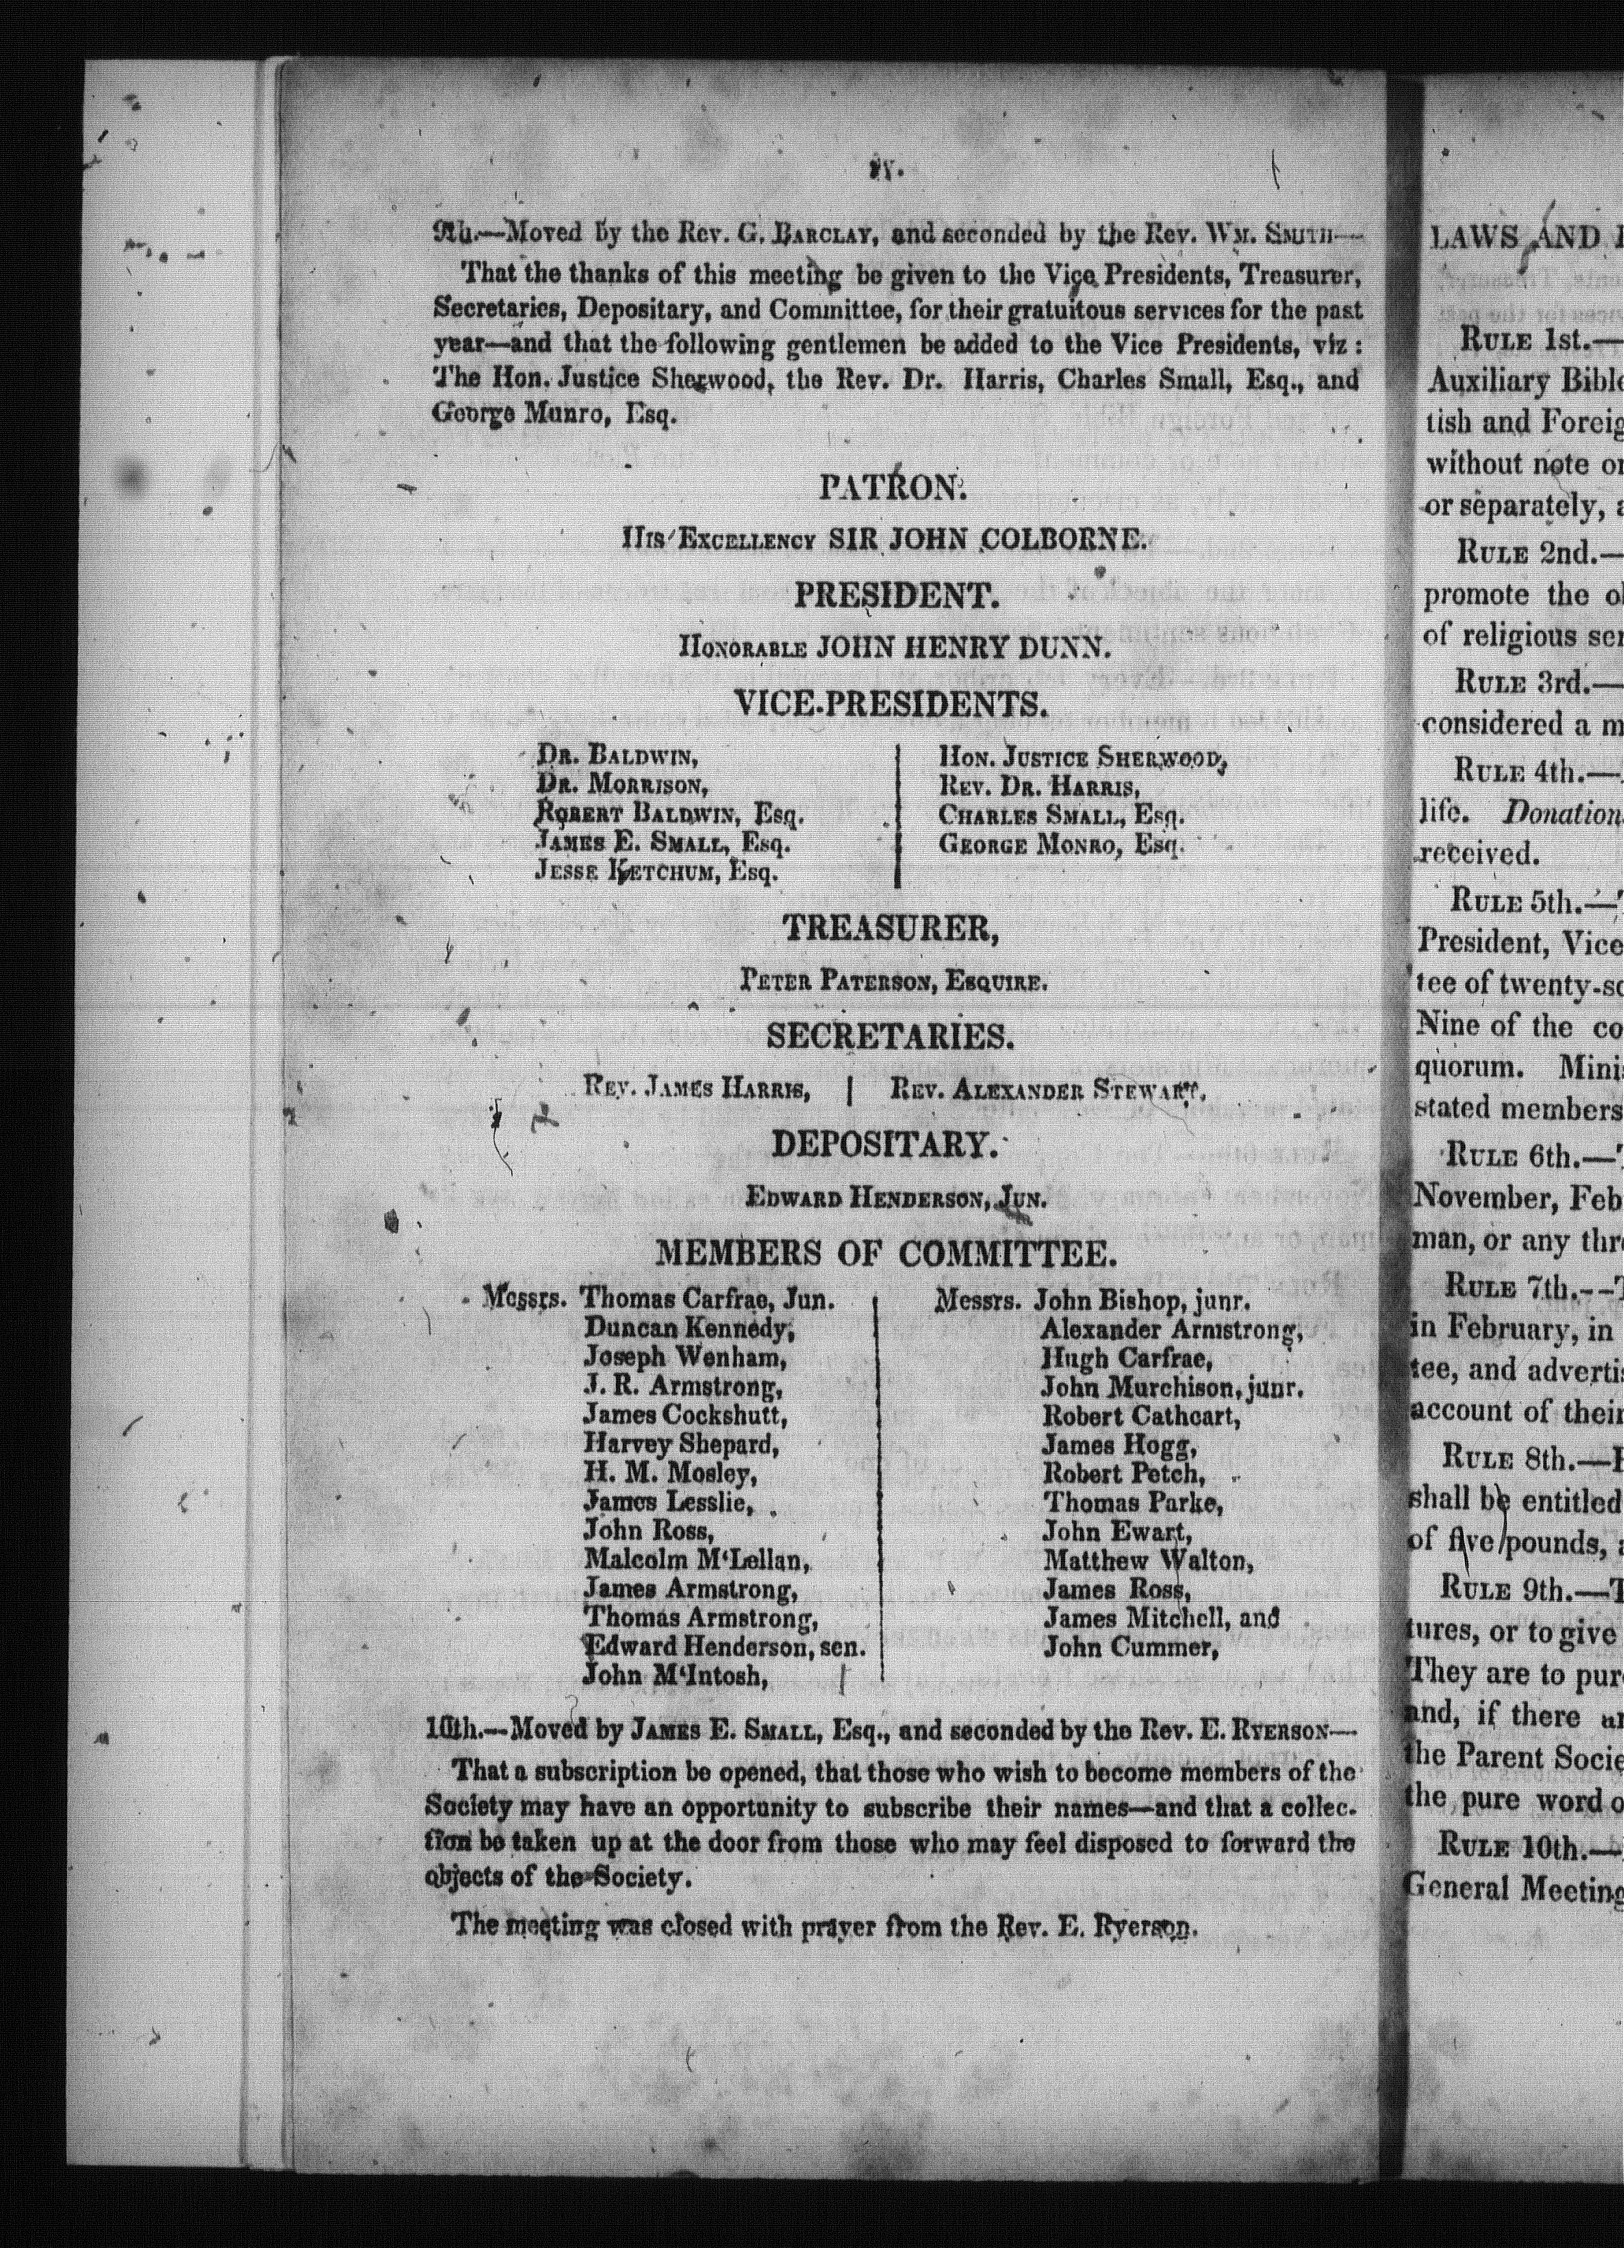 9th.—Moved by the Rev. G. BARCLAY, and seconded by the Rev. WM. SMITH—
That the thanks of this meeting be given to the Vice Presidents, Treasurer,
Secretaries, Depositary, and Committee, for their gratuitous services for the past
year—and that the following gentlemen be added to the Vice Presidents, viz:
The Hon. Justice Sherwood, the Rev. Dr. Harris, Charles Small, Esq., and
George Munro, Esq.
PATRON.
HIS EXCELLENCY SIR JOHN COLBORNE.
PRESIDENT.
HONORABLE JOHN HENRY DUNN.
VICE-PRESIDENTS.
DR. BALDWIN,
DR. MORRISON,
ROBERT BALDWIN, Esq.
JAMES E. SMALL, Esq.
JESSE KETCHUM, Esq.
HON. JUSTICE SHERWOOD,
REV. DR. HARRIS,
CHARLES SMALL, Esq.
GEORGE MONRO, Esq.
TREASURER,
PETER PATERSON, ESQUIRE.
SECRETARIES.
REV. JAMES HARRIS, | REV. ALEXANDER STEWART.
DEPOSITARY.
EDWARD HENDERSON, JUN.
MEMBERS OF COMMITTEE.
Messrs. Thomas Carfrae, Jun.
Duncan Kennedy,
Joseph Wenham,
J. R. Armstrong,
James Cockshutt,
Harvey Shepard,
H. M. Mosley,
James Lesslie,
John Ross,
Malcolm M'Lellan,
James Armstrong,
Thomas Armstrong,
Edward Henderson, sen.
John M'Intosh,
Messrs. John Bishop, junr.
Alexander Armstrong,
Hugh Carfrae,
John Murchison, junr.
Robert Cathcart,
James Hogg,
Robert Petch,
Thomas Parke,
John Ewart,
Matthew Walton,
James Ross,
James Mitchell, and
John Cummer,
10th.—Moved by JAMES E. SMALL, Esq., and seconded by the Rev. E. RYERSON—
That a subscription be opened, that those who wish to become members of the
Society may have an opportunity to subscribe their names—and that a collec-
tion be taken up at the door from those who may feel disposed to forward the
objects of the Society.
The meeting was closed with prayer from the Rev. E. Ryerson.
LAWS AND
RULE 1st.—
Auxiliary Bible
tish and Foreig
without note or
or separately, a
RULE 2nd.—
promote the ob
of religious sen
RULE 3rd.—
considered a m
RULE 4th.—
life. Donation
received.
RULE 5th.—T
President, Vice
tee of twenty-se
Nine of the co
quorum. Mini
stated members
RULE 6th.—T
November, Feb
man, or any thr
RULE 7th.--T
in February, in
tee, and adverti
account of their
RULE 8th.—
shall be entitled
of five pounds, a
RULE 9th.—T
tures, or to give
They are to pur
and, if there
the Parent Socie
the pure word o
RULE 10th.—
General Meeting